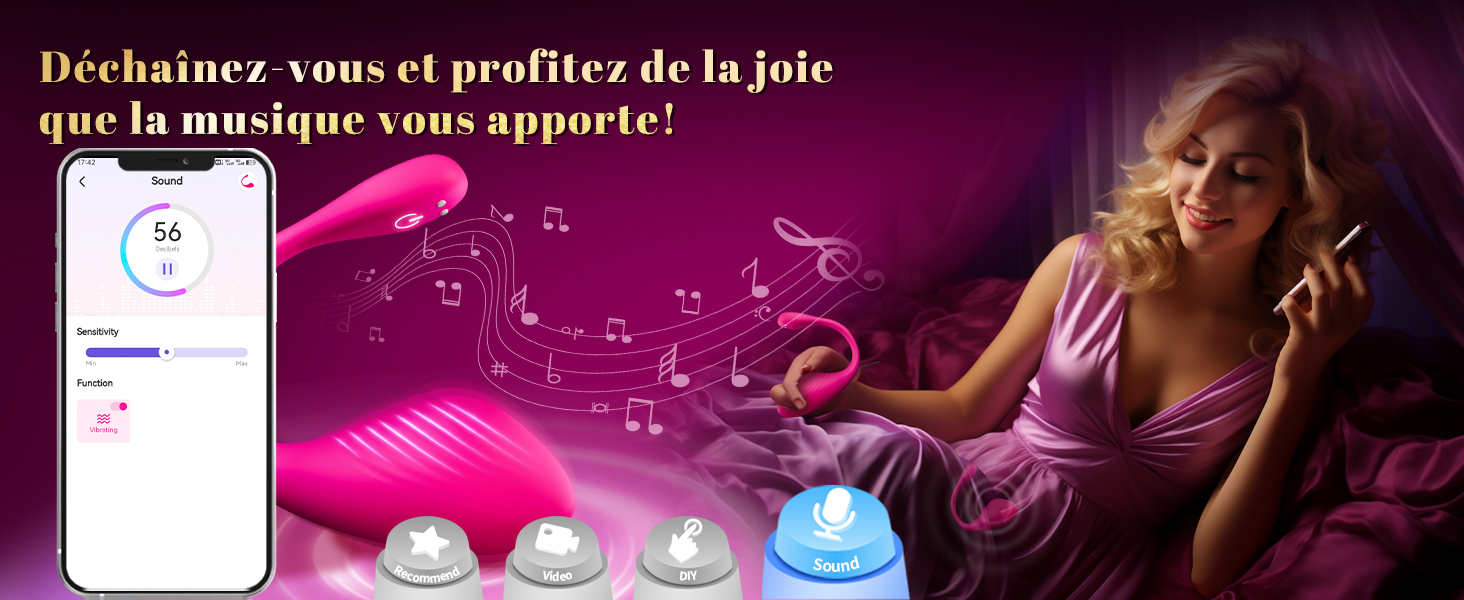 Déchaînez-vous et profitez de la joie
que la musique vous apporte!
17:42
Sound
56
Decibels
Sensitivity
Min Max
Function
Vibrating
Recommend
Video
DIY
Sound